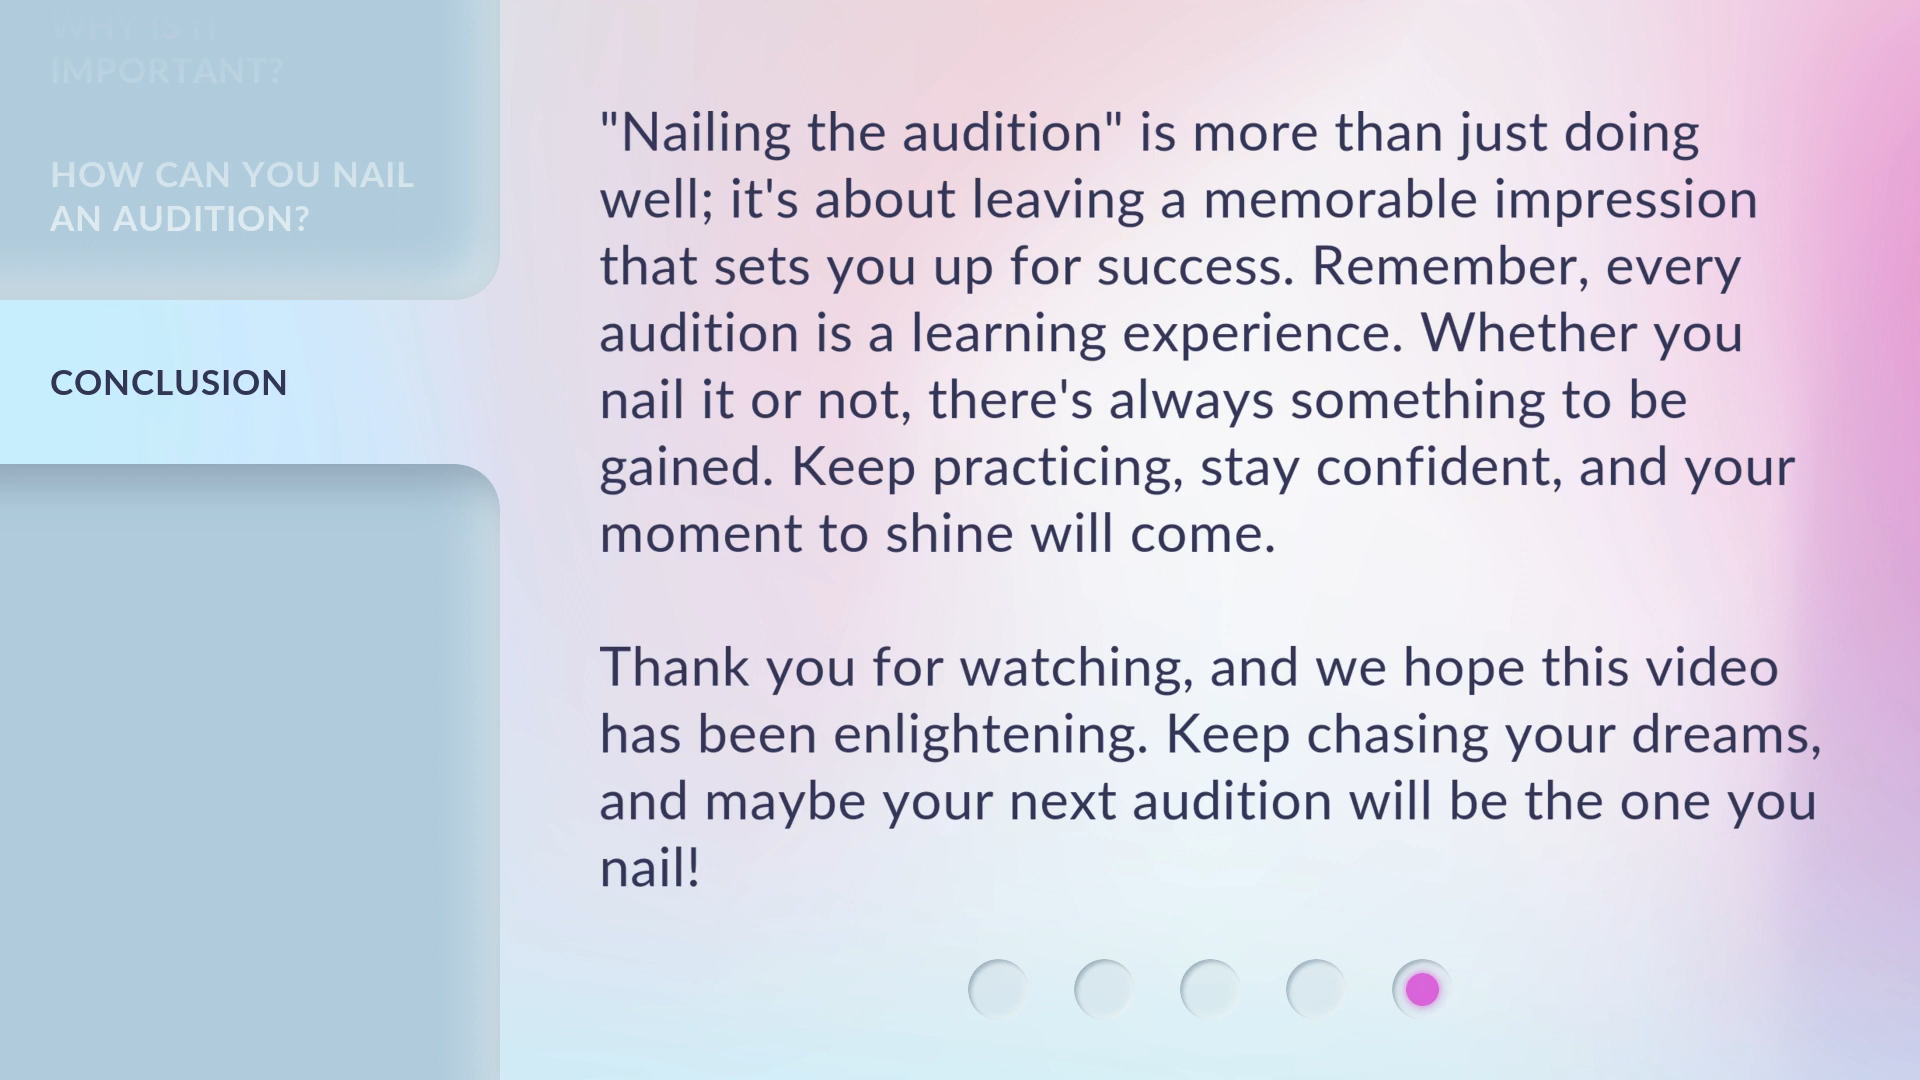 WHY IS IT
IMPORTANT?
HOW CAN YOU NAIL
AN AUDITION?
CONCLUSION
"Nailing the audition" is more than just doing
well; it's about leaving a memorable impression
that sets you up for success. Remember, every
audition is a learning experience. Whether you
nail it or not, there's always something to be
gained. Keep practicing, stay confident, and your
moment to shine will come.
Thank you for watching, and we hope this video
has been enlightening. Keep chasing your dreams,
and maybe your next audition will be the one you
nail!